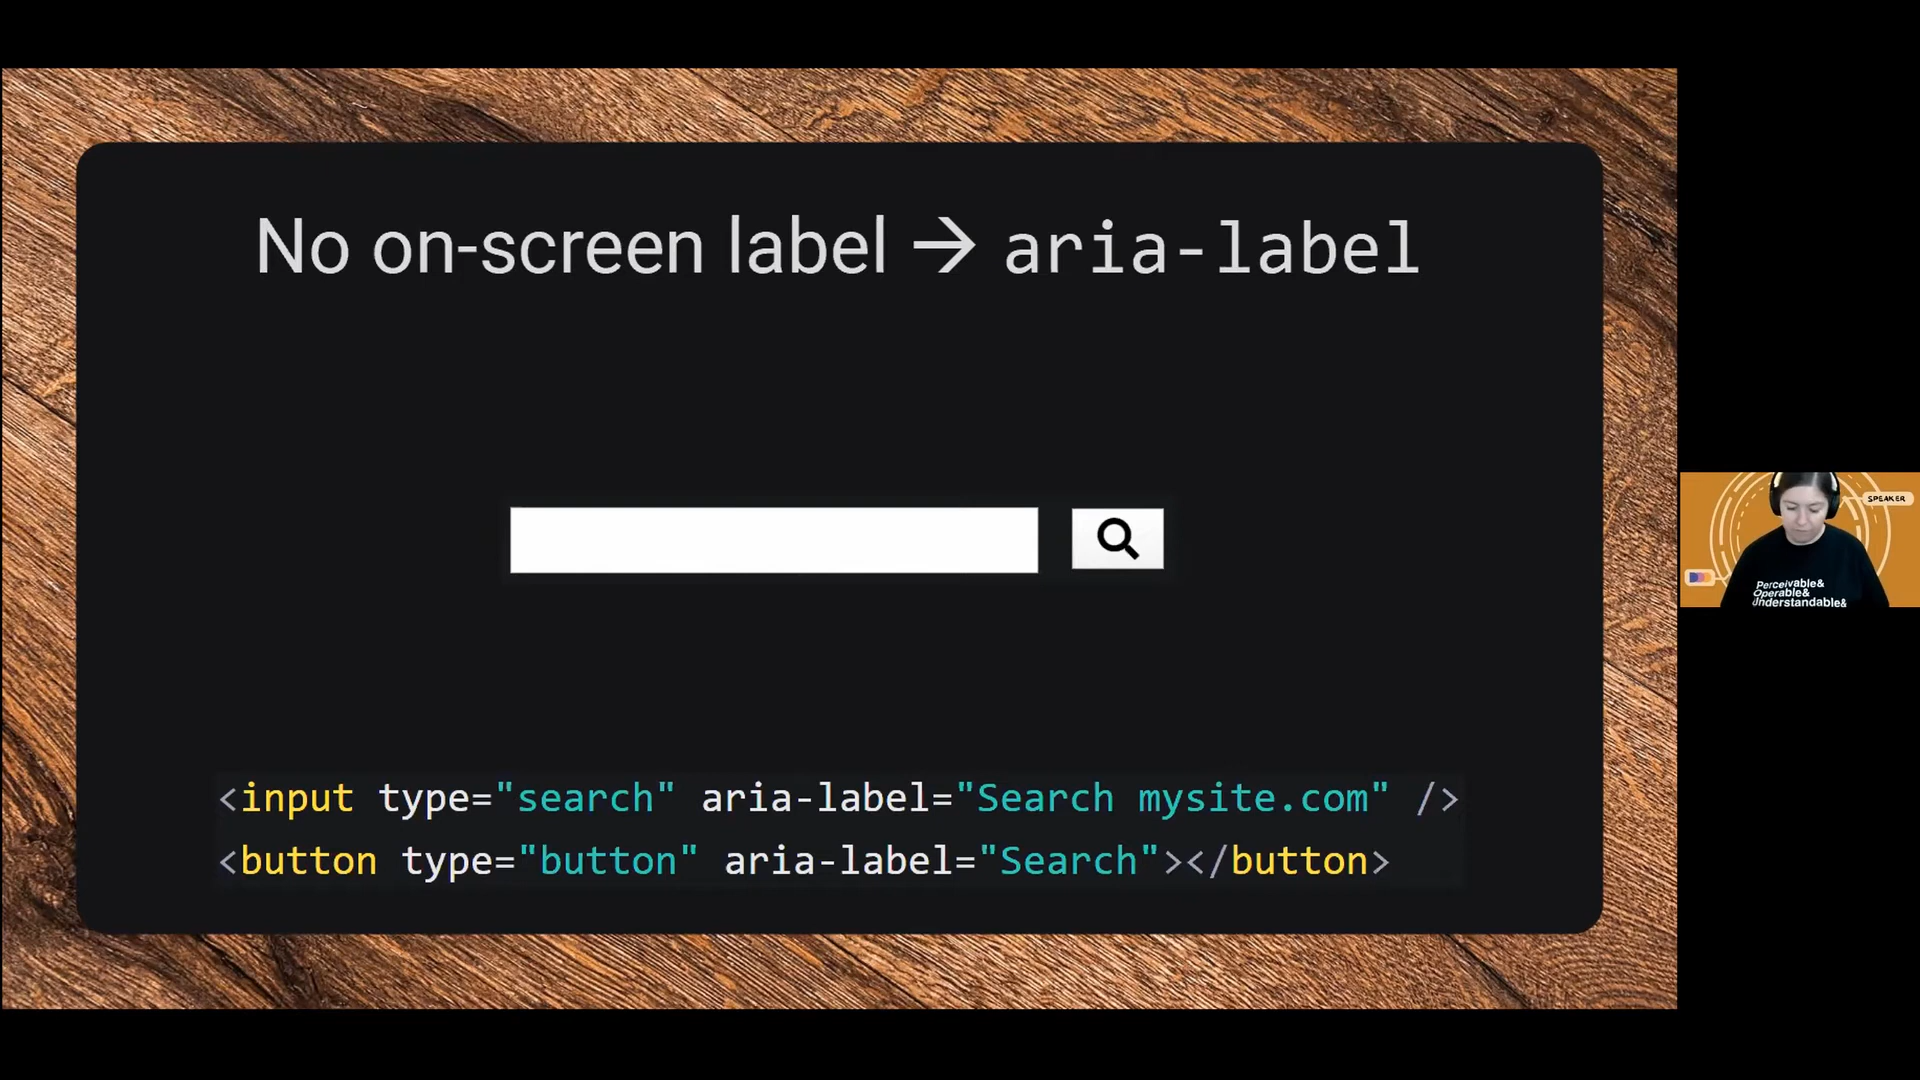 No on-screen label → aria-label
<input type="search" aria-label="Search mysite.com" />
<button type="button" aria-label="Search"></button>
SPEAKER
Perceivable&
Operable&
Understandable&